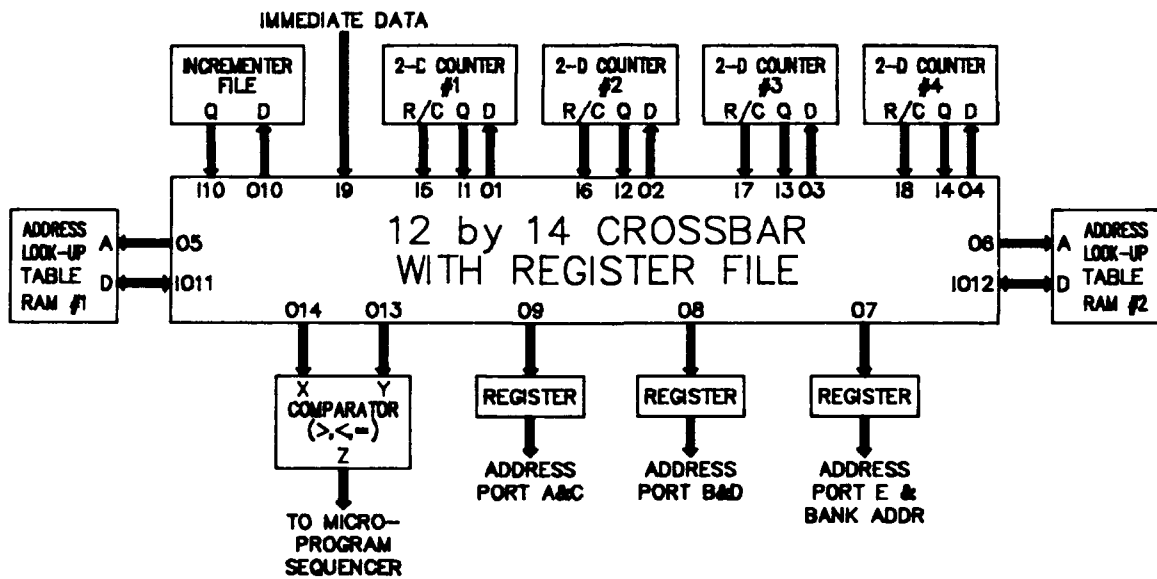 IMMEDIATE DATA
INCREMENTER
FILE
Q D
2-D COUNTER
#1
R/C Q D
2-D COUNTER
#2
R/C Q D
2-D COUNTER
#3
R/C Q D
2-D COUNTER
#4
R/C Q D
I10 O10 I9 I5 I1 O1 I6 I2 O2 I7 I3 O3 I8 I4 O4
ADDRESS
LOOK-UP
TABLE
RAM #1
A
D
O5
IO11
12 by 14 CROSSBAR
WITH REGISTER FILE
O6
IO12
A
D
ADDRESS
LOOK-UP
TABLE
RAM #2
O14 O13 O9 O8 O7
X Y
COMPARATOR
(>,<,=)
Z
REGISTER
REGISTER
REGISTER
ADDRESS
PORT A&C
ADDRESS
PORT B&D
ADDRESS
PORT E &
BANK ADDR
TO MICRO-
PROGRAM
SEQUENCER